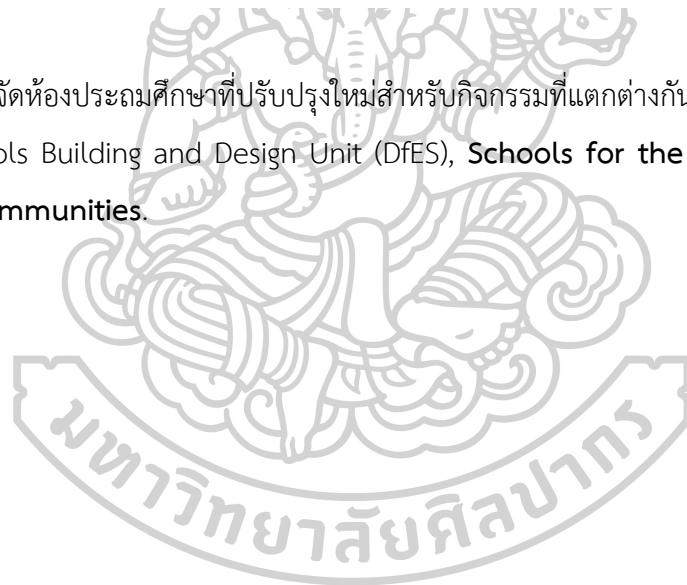 จัดห้องประถมศึกษาที่ปรับปรุงใหม่สำหรับกิจกรรมที่แตกต่างกัน
ols Building and Design Unit (DfES), Schools for the
mmunities.
มหาวิทยาลัยศิลปากร